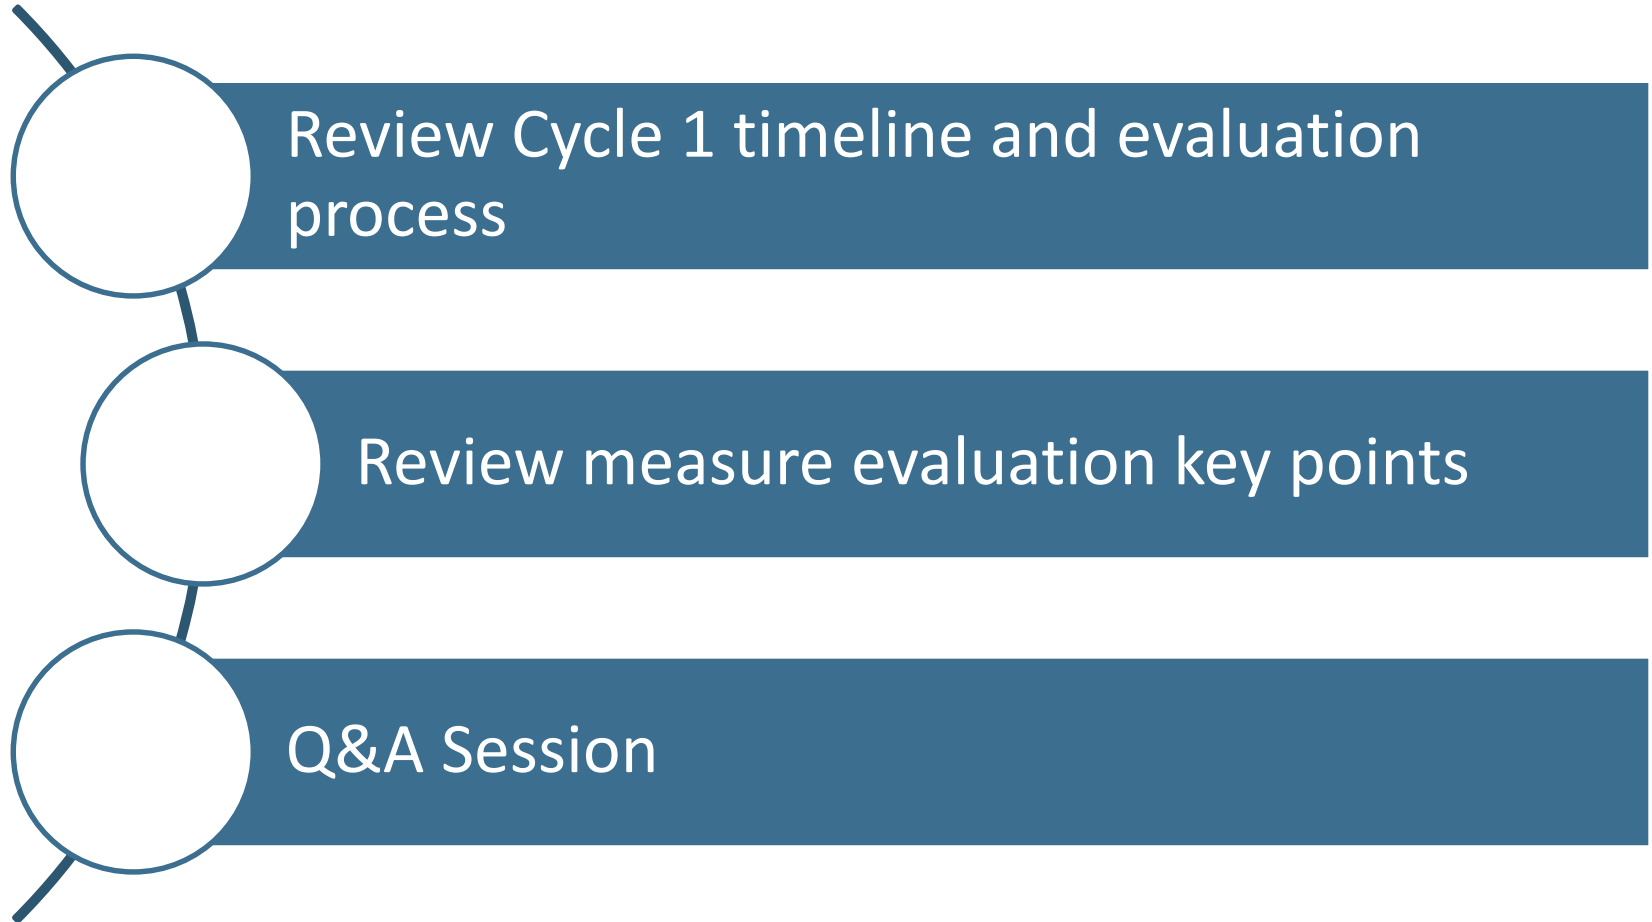 Review Cycle 1 timeline and evaluation
process
Review measure evaluation key points
Q&A Session